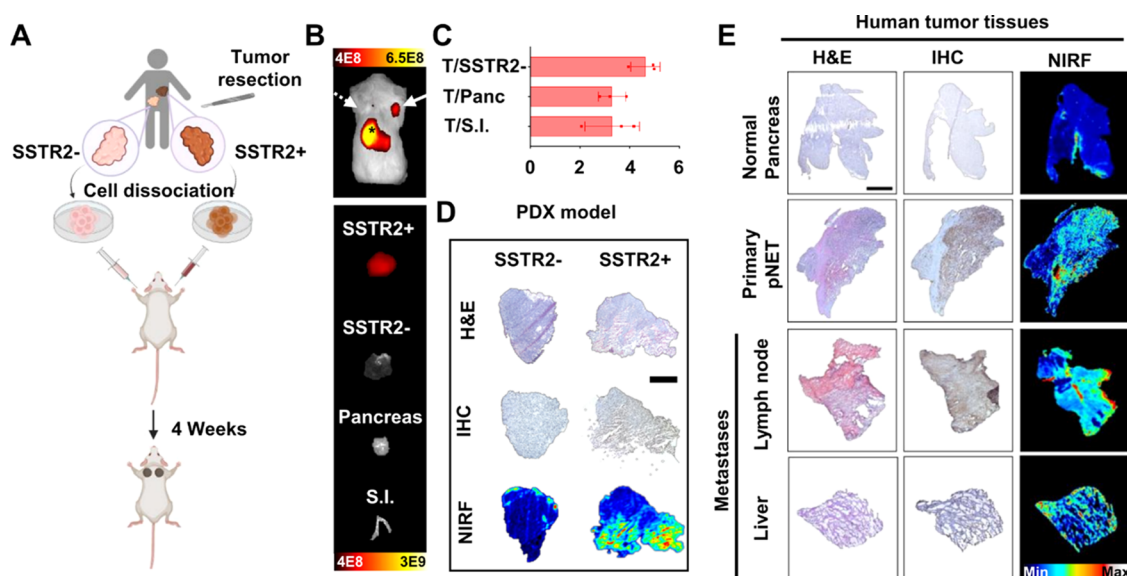 A
Tumor
resection
SSTR2-
SSTR2+
Cell dissociation
4 Weeks
B
4E8 6.5E8
*
SSTR2+
SSTR2-
Pancreas
S.I.
4E8 3E9
C
T/SSTR2-
T/Panc
T/S.I.
0 2 4 6
D
PDX model
SSTR2- SSTR2+
H&E
IHC
NIRF
E
Human tumor tissues
H&E IHC NIRF
Normal
Pancreas
Primary
pNET
Metastases
Lymph node
Liver
Min Max